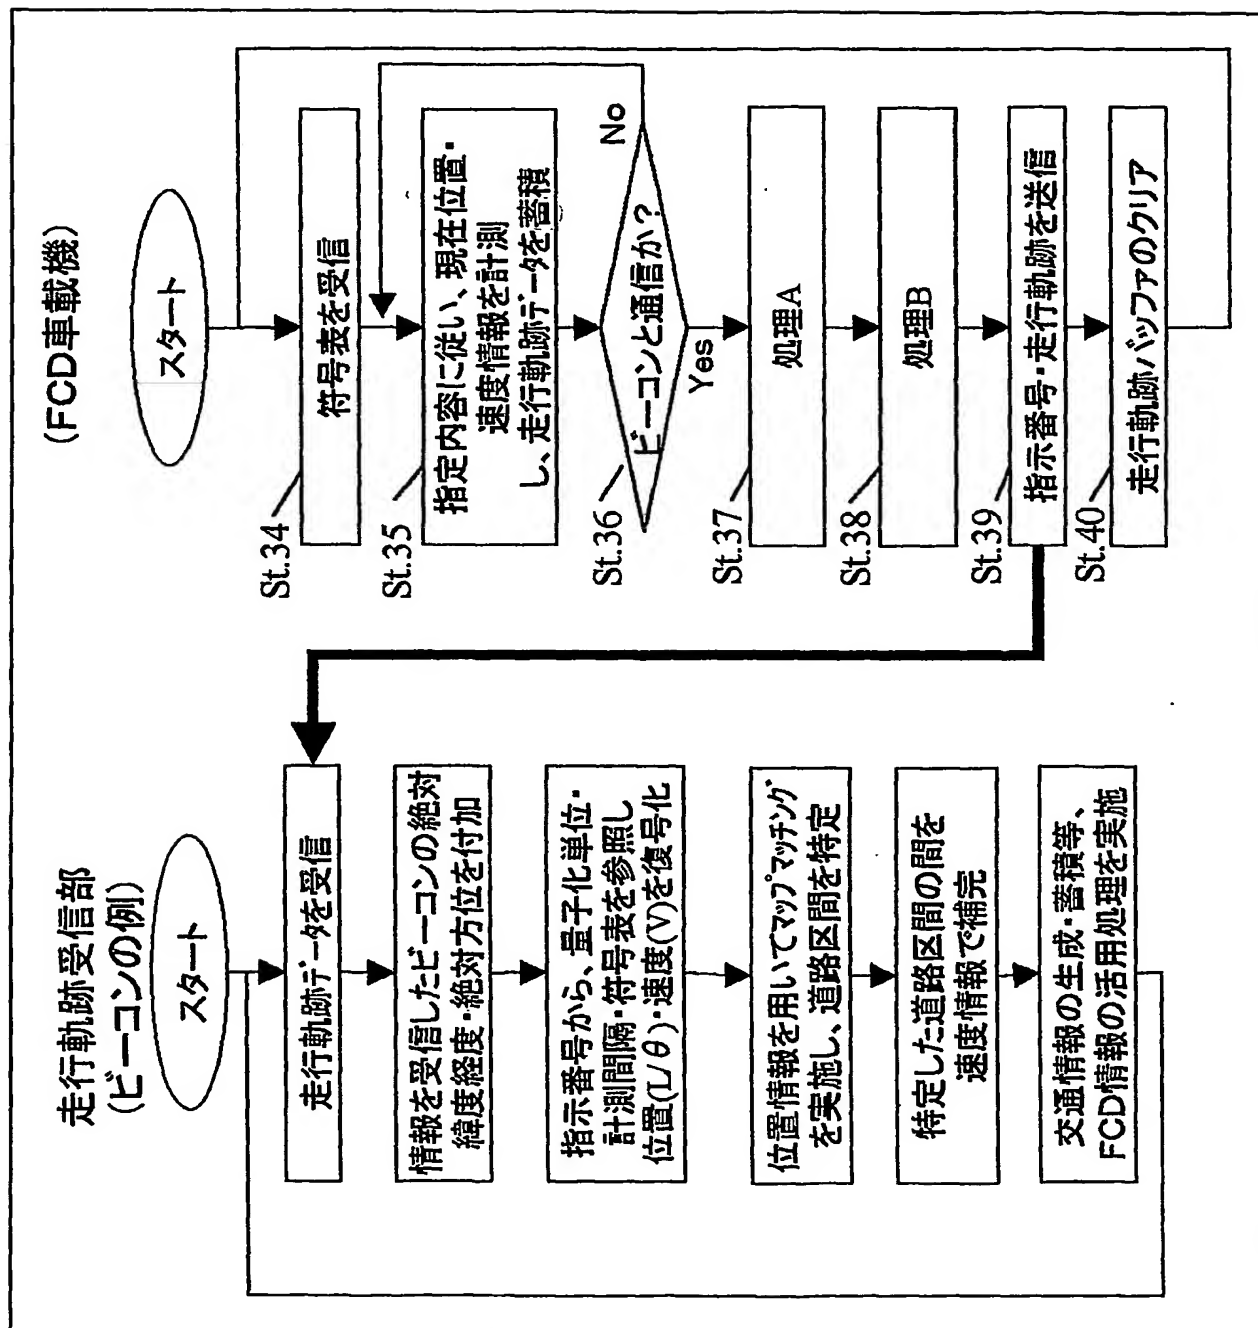 走行軌跡受信部
(ビーコンの例)
スタート
走行軌跡データを受信
情報を受信したビーコンの絶対
緯度経度・絶対方位を付加
指示番号から、量子化単位・
計測間隔・符号表を参照し
位置(L/θ)・速度(V)を復号化
位置情報を用いてマップマッチング
を実施し、道路区間を特定
特定した道路区間の間を
速度情報で補完
交通情報の生成・蓄積等、
FCD情報の活用処理を実施
(FCD車載機)
スタート
St.34
符号表を受信
St.35
指定内容に従い、現在位置・
速度情報を計測
し、走行軌跡データを蓄積
St.36
ビーコンと通信か?
No
Yes
St.37
処理A
St.38
処理B
St.39
指示番号・走行軌跡を送信
St.40
走行軌跡バッファのクリア